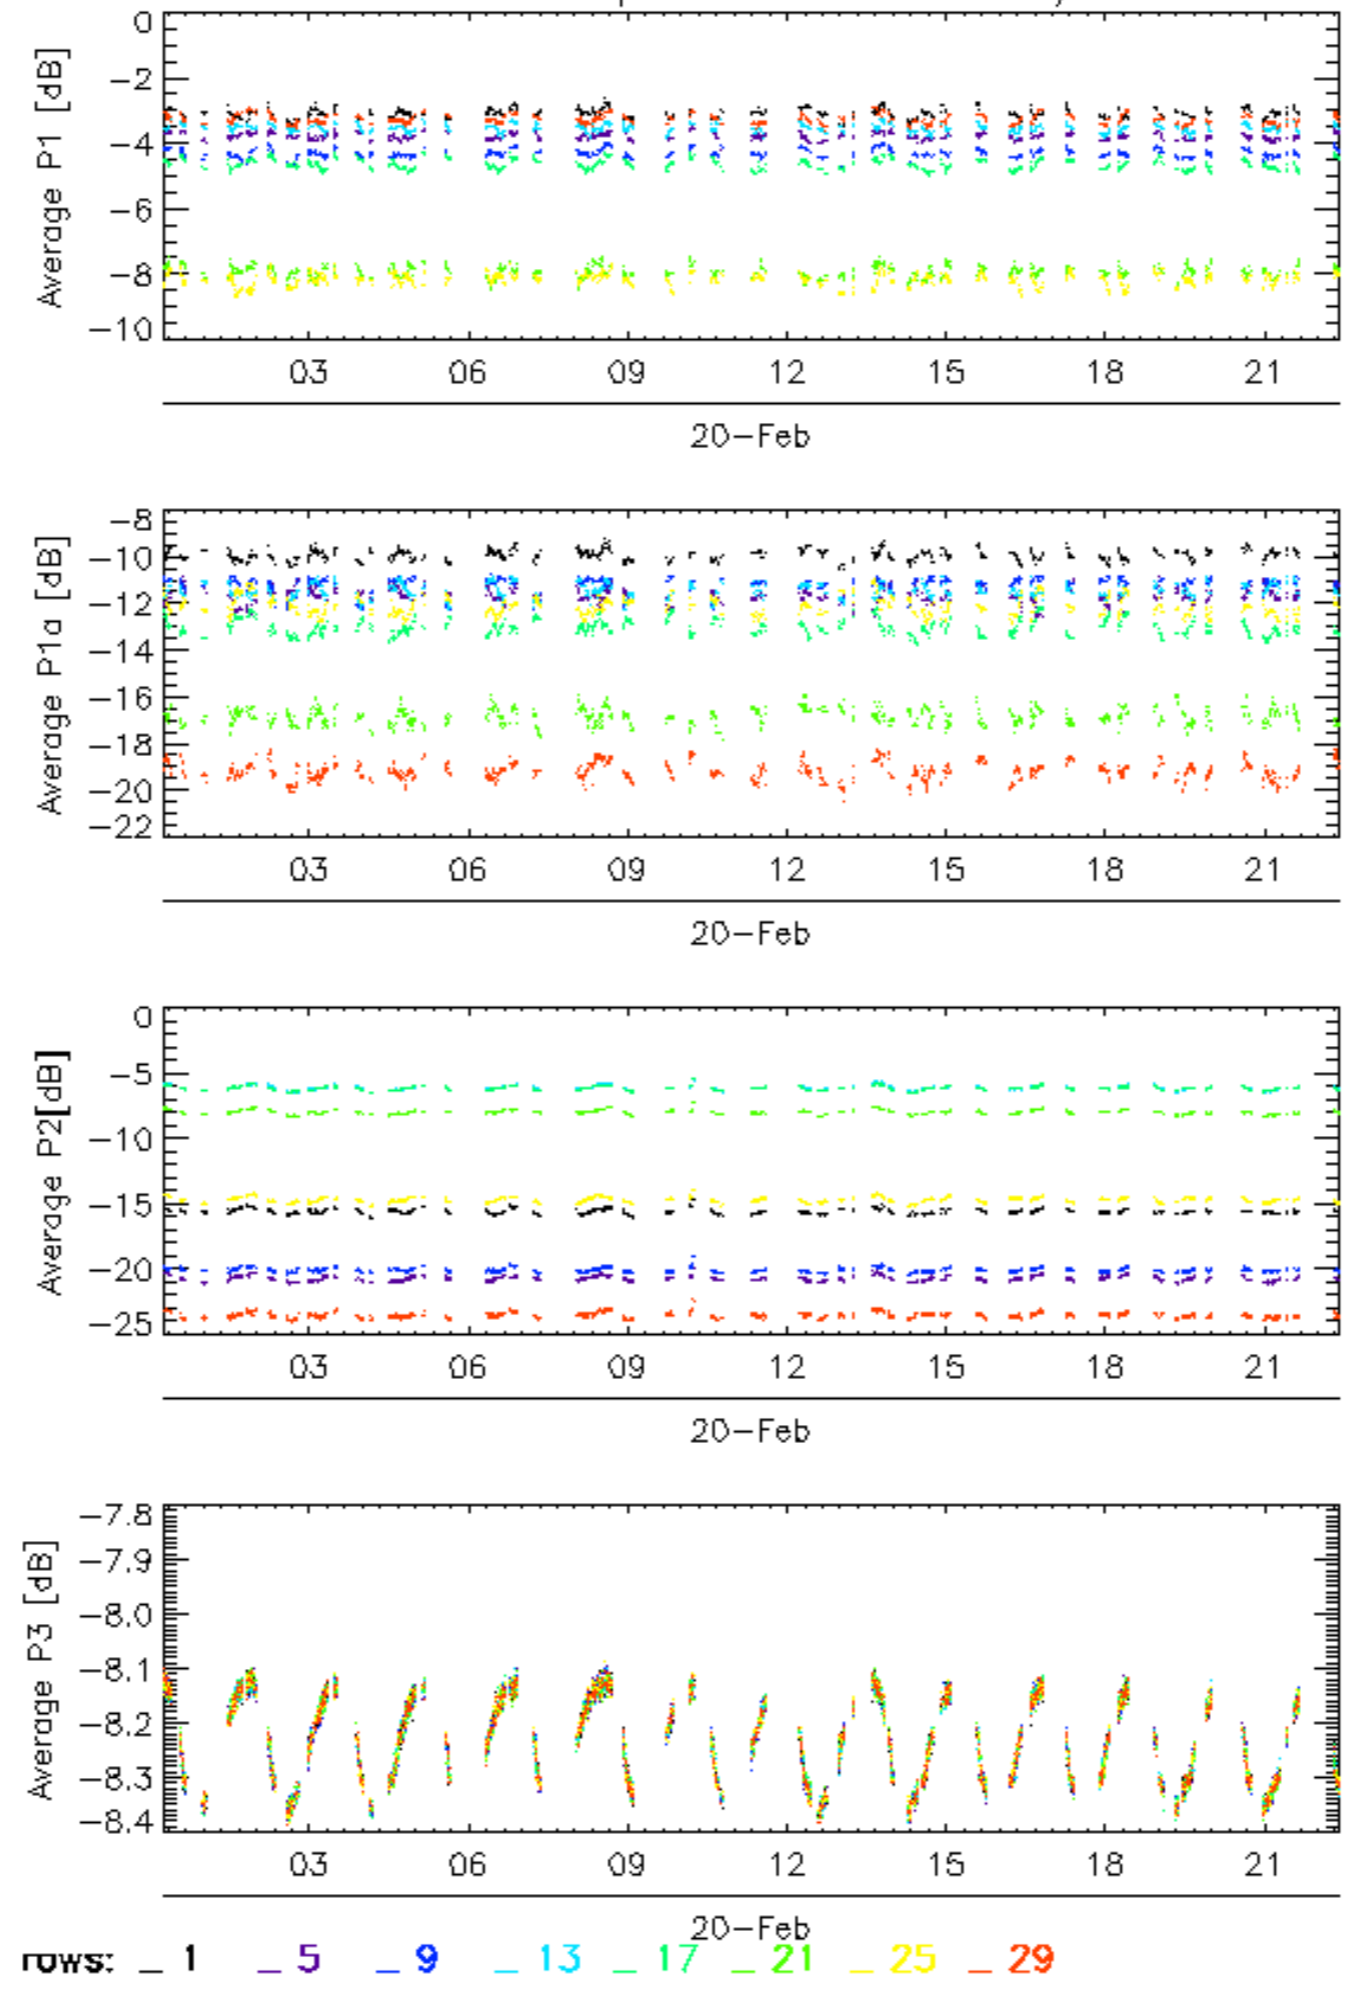 0
-2
-4
-6
-8
-10
Average P1 [dB]
03 06 09 12 15 18 21
20-Feb
-8
-10
-12
-14
-16
-18
-20
-22
Average P1a [dB]
03 06 09 12 15 18 21
20-Feb
0
-5
-10
-15
-20
-25
Average P2[dB]
03 06 09 12 15 18 21
20-Feb
-7.8
-7.9
-8.0
-8.1
-8.2
-8.3
-8.4
Average P3 [dB]
03 06 09 12 15 18 21
20-Feb
rows: _ 1 _ 5 _ 9 _ 13 _ 17 _ 21 _ 25 _ 29